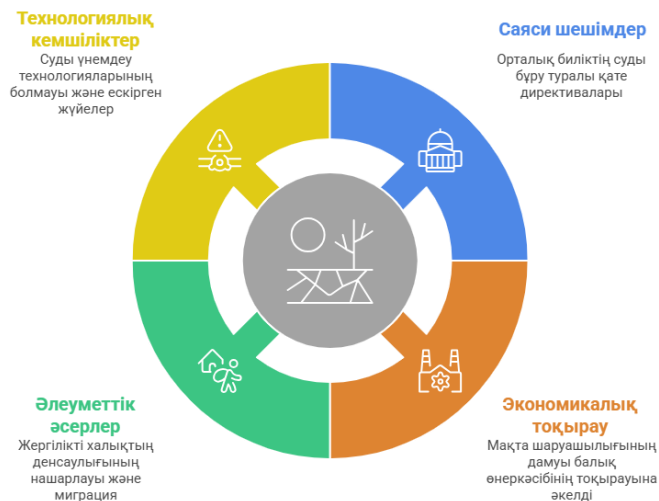 Технологиялық
кемшіліктер
Суды үнемдеу
технологияларының
болмауы және ескірген
жүйелер
Саяси шешімдер
Орталық биліктің суды
бұру туралы қате
директивалары
Әлеуметтік
әсерлер
Жергілікті халықтың
денсаулығының
нашарлауы және
миграция
Экономикалық
тоқырау
Мақта шаруашылығының
дамуы балық
өнеркәсібінің тоқырауына
әкелді